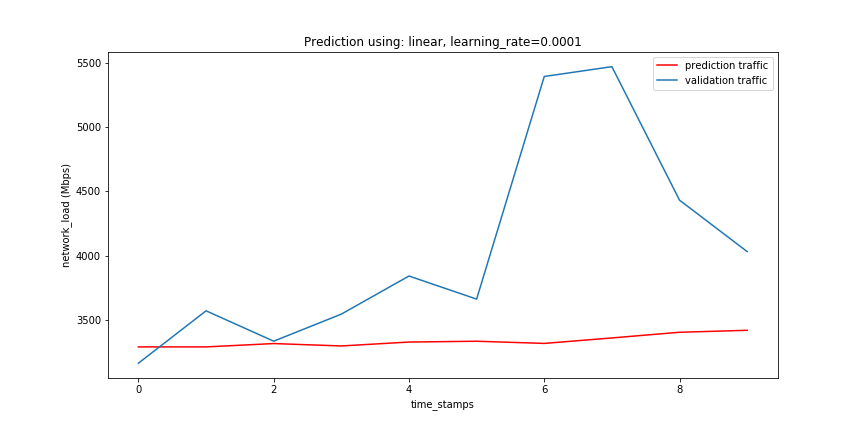 Prediction using: linear, learning_rate=0.0001
prediction traffic
validation traffic
network_load (Mbps)
5500
5000
4500
4000
3500
0 2 4 6 8
time_stamps